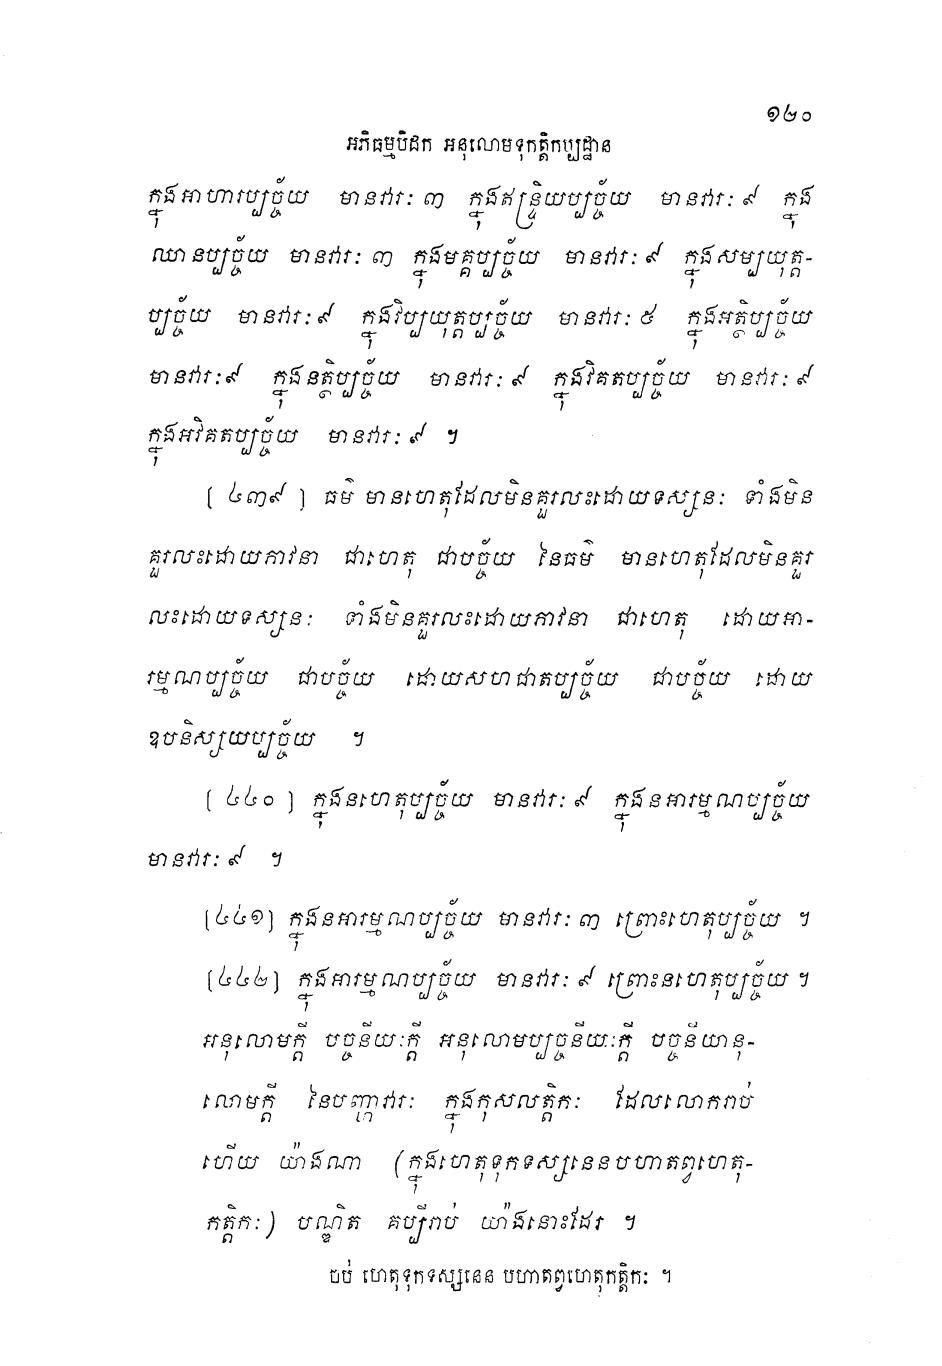 ១២០
អភិធម្មបិដក អនុលោមទុកត្តិកប្បដ្ឋាន
ក្នុងអាហារប្បច្ច័យ មានវារៈ ៣ ក្នុងឥន្ទ្រិយប្បច្ច័យ មានវារៈ ៩ ក្នុង
ឈានប្បច្ច័យ មានវារៈ ៣ ក្នុងមគ្គប្បច្ច័យ មានវារៈ ៩ ក្នុងសម្បយុត្ត-
ប្បច្ច័យ មានវារៈ ៩ ក្នុងវិប្បយុត្តប្បច្ច័យ មានវារៈ ៥ ក្នុងអត្ថិប្បច្ច័យ
មានវារៈ ៩ ក្នុងនត្ថិប្បច្ច័យ មានវារៈ ៩ ក្នុងវិគតប្បច្ច័យ មានវារៈ ៩
ក្នុងអវិគតប្បច្ច័យ មានវារៈ ៩ ។
(៤៣៩) ធម៌ មានហេតុដែលមិនគួរលះដោយទស្សនៈ ទាំងមិន
គួរលះដោយភាវនា ជាហេតុ ជាបច្ច័យ នៃធម៌ មានហេតុដែលមិនគួរ
លះដោយទស្សនៈ ទាំងមិនគួរលះដោយភាវនា ជាហេតុ ដោយអា-
រម្មណប្បច្ច័យ ជាបច្ច័យ ដោយសហជាតប្បច្ច័យ ជាបច្ច័យ ដោយ
ឧបនិស្សយប្បច្ច័យ ។
(៤៤០) ក្នុងនហេតុប្បច្ច័យ មានវារៈ ៩ ក្នុងនអារម្មណប្បច្ច័យ
មានវារៈ ៩ ។
(៤៤១) ក្នុងនអារម្មណប្បច្ច័យ មានវារៈ ៣ ព្រោះហេតុប្បច្ច័យ ។
(៤៤២) ក្នុងអារម្មណប្បច្ច័យ មានវារៈ ៩ ព្រោះនហេតុប្បច្ច័យ ។
អនុលោមក្តី បច្ចនីយៈក្តី អនុលោមប្បច្ចនីយៈក្តី បច្ចនីយានុ-
លោមក្តី នៃបញ្ហាវារៈ ក្នុងកុសលត្តិកៈ ដែលលោករាប់
ហើយ យ៉ាងណា (ក្នុងហេតុទុកទស្សនេនបហាតព្វហេតុ-
កត្តិកៈ) បណ្ឌិត គប្បីរាប់ យ៉ាងនោះដែរ ។
ចប់ ហេតុទុកទស្សនេន បហាតព្វហេតុកត្តិកៈ ។